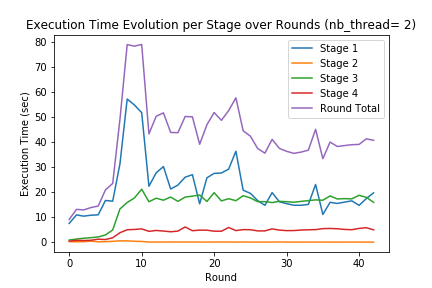 Execution Time Evolution per Stage over Rounds (nb_thread= 2)
80
70
60
50
40
30
20
10
0
Execution Time (sec)
Stage 1
Stage 2
Stage 3
Stage 4
Round Total
0
10
20
30
40
Round